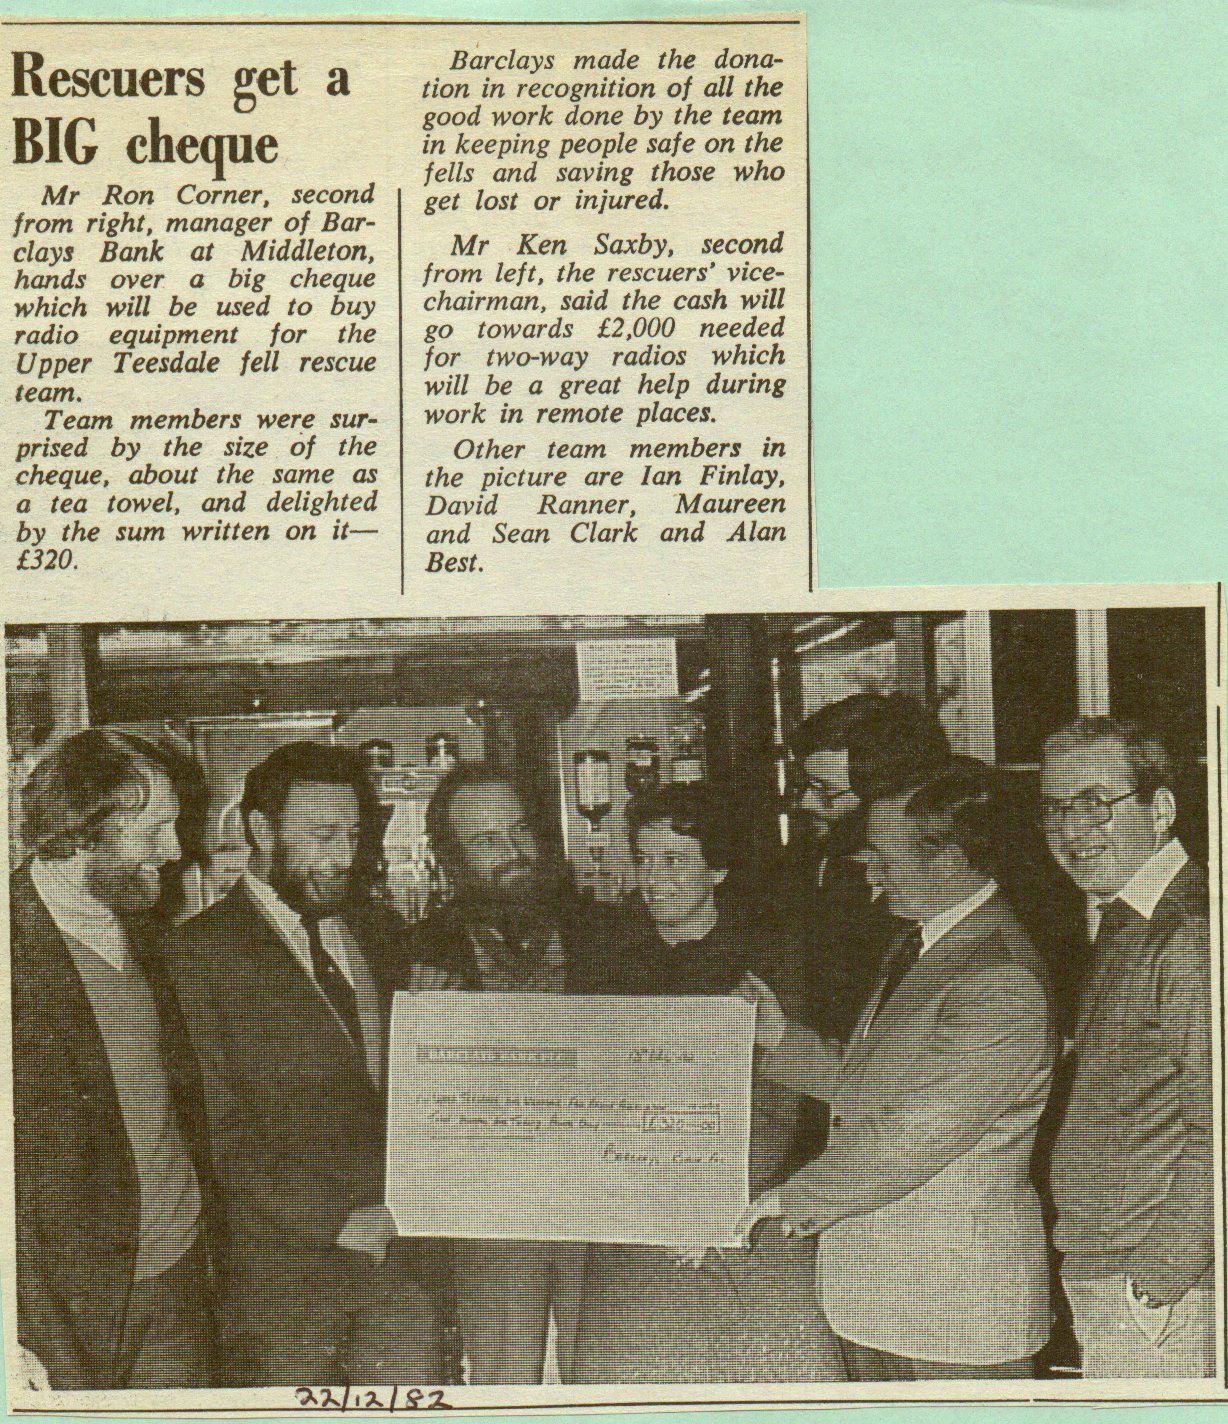 Rescuers get a
BIG cheque
Mr Ron Corner, second
from right, manager of Bar-
clays Bank at Middleton,
hands over a big cheque
which will be used to buy
radio equipment for the
Upper Teesdale fell rescue
team.
Team members were sur-
prised by the size of the
cheque, about the same as
a tea towel, and delighted
by the sum written on it—
£320.
Barclays made the dona-
tion in recognition of all the
good work done by the team
in keeping people safe on the
fells and saving those who
get lost or injured.
Mr Ken Saxby, second
from left, the rescuers' vice-
chairman, said the cash will
go towards £2,000 needed
for two-way radios which
will be a great help during
work in remote places.
Other team members in
the picture are Ian Finlay,
David Ranner, Maureen
and Sean Clark and Alan
Best.
BARCLAYS BANK PLC
£320—00
22/12/82